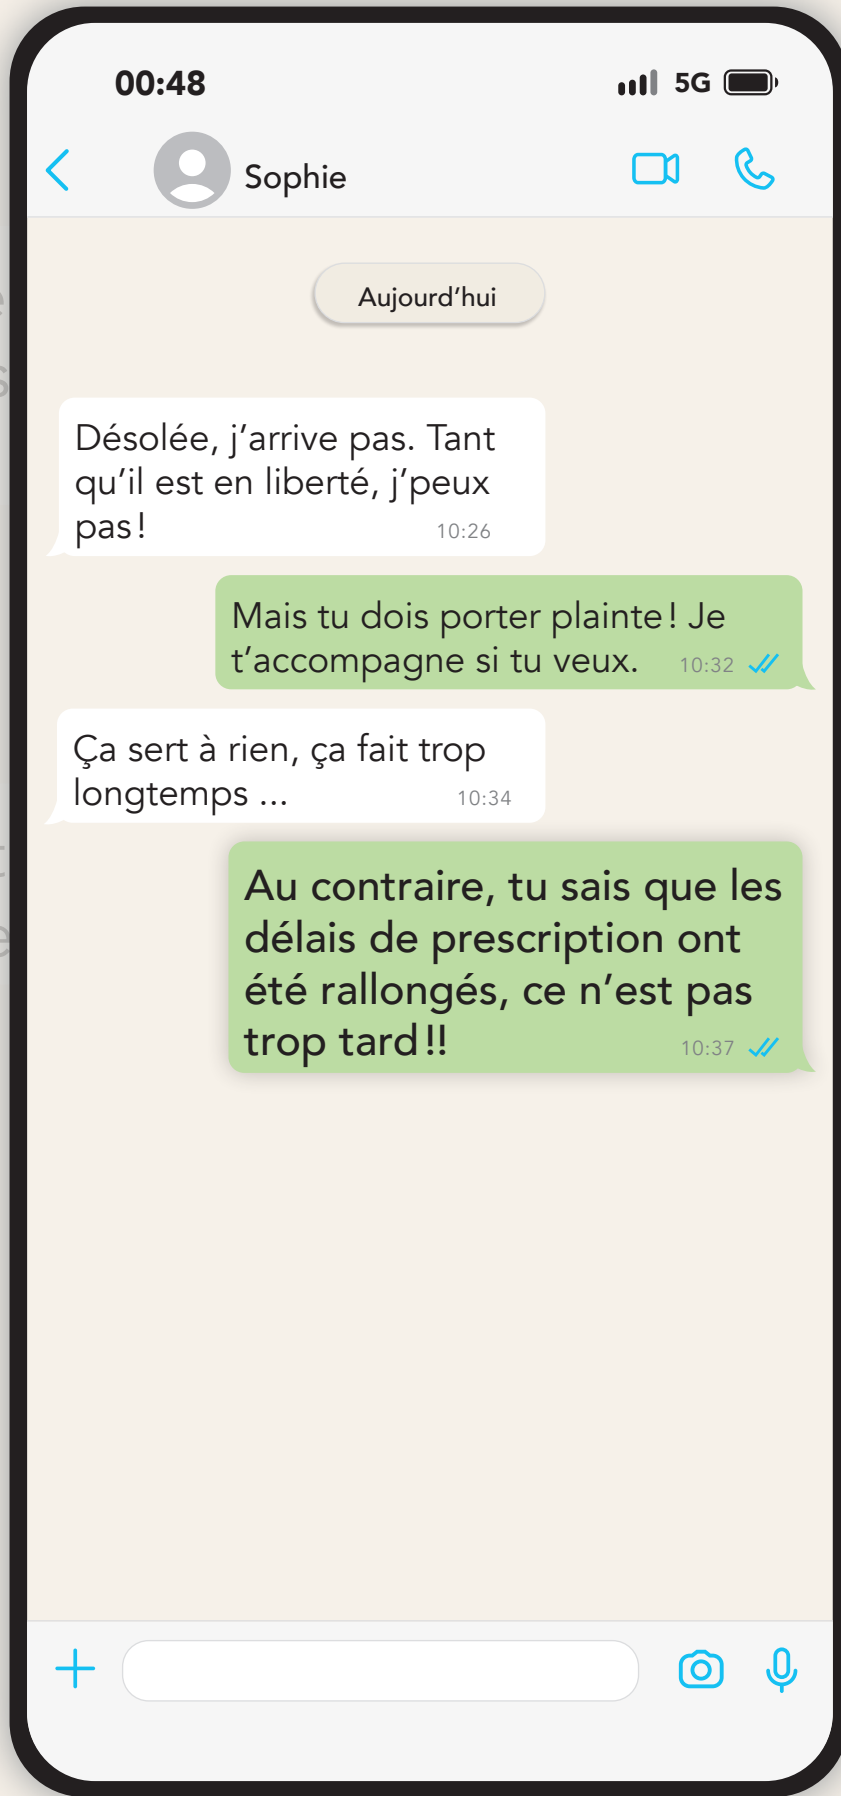 00:48
5G
Sophie
Aujourd’hui
Désolée, j’arrive pas. Tant
qu’il est en liberté, j’peux
pas!
10:26
Mais tu dois porter plainte! Je
t’accompagne si tu veux.
10:32
Ça sert à rien, ça fait trop
longtemps ...
10:34
Au contraire, tu sais que les
délais de prescription ont
été rallongés, ce n’est pas
trop tard!!
10:37